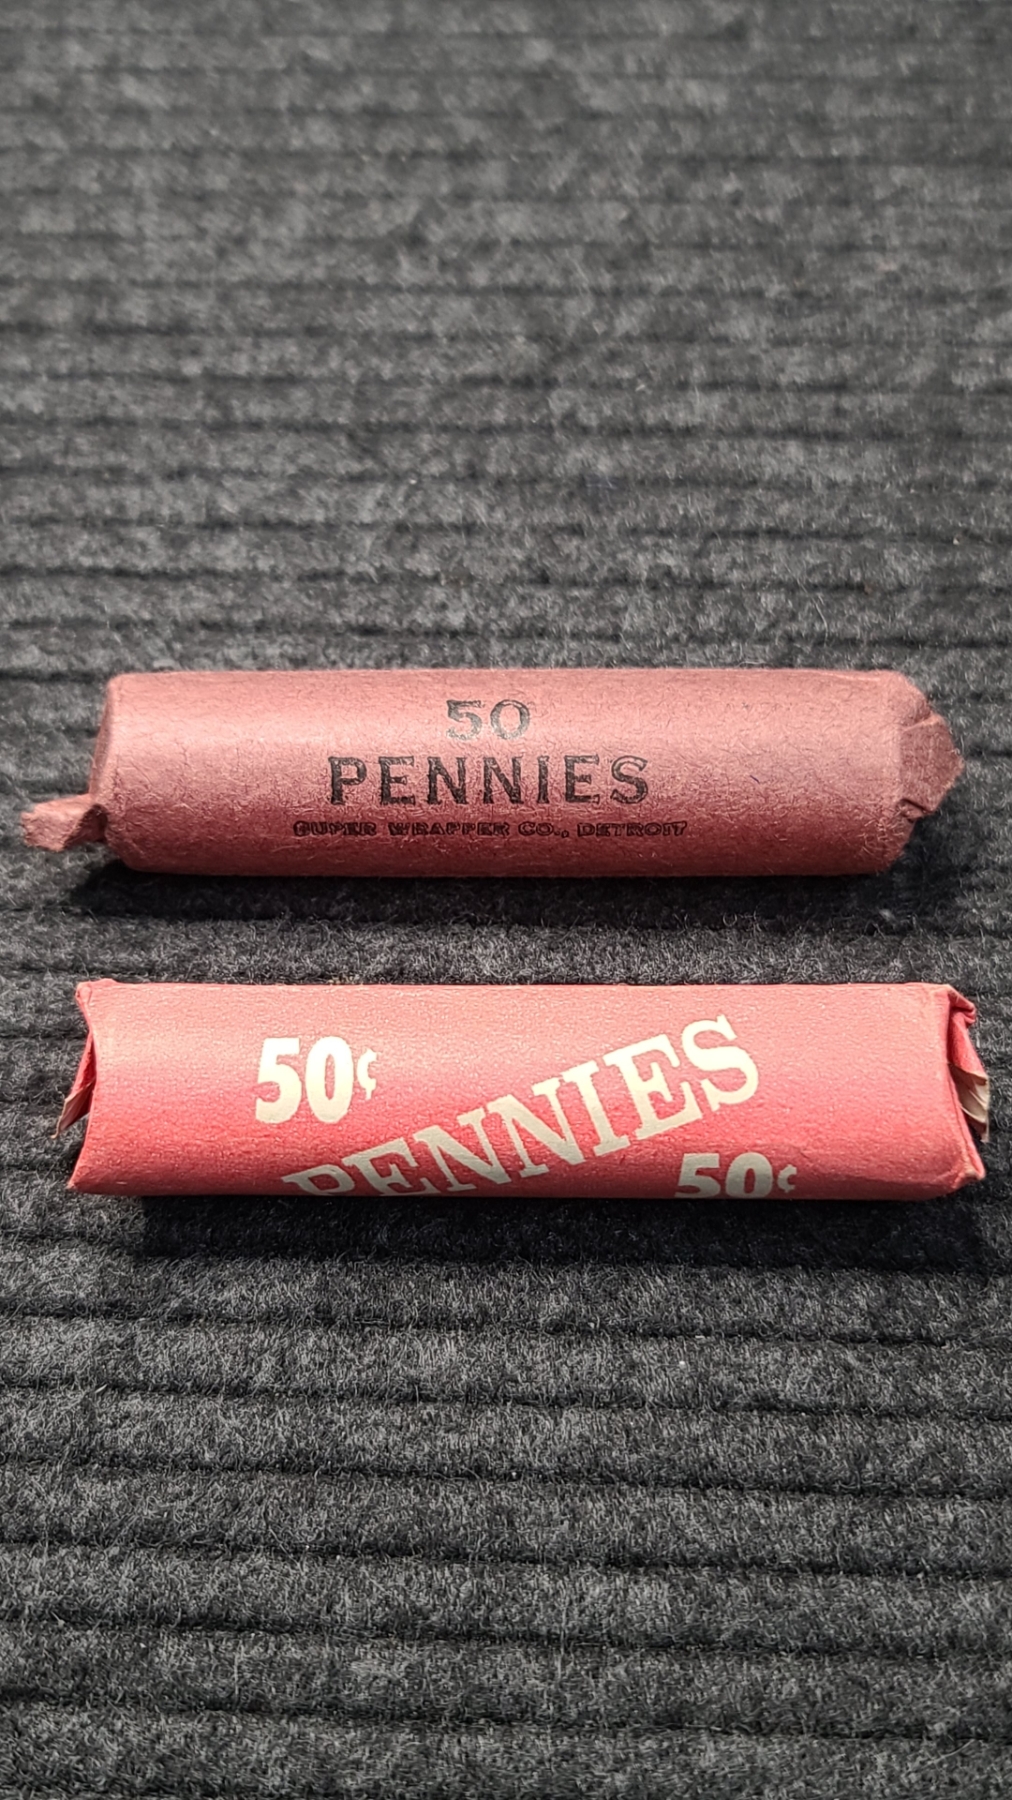 50
PENNIES
SUPER WRAPPER CO., DETROIT
50¢
PENNIES
50¢